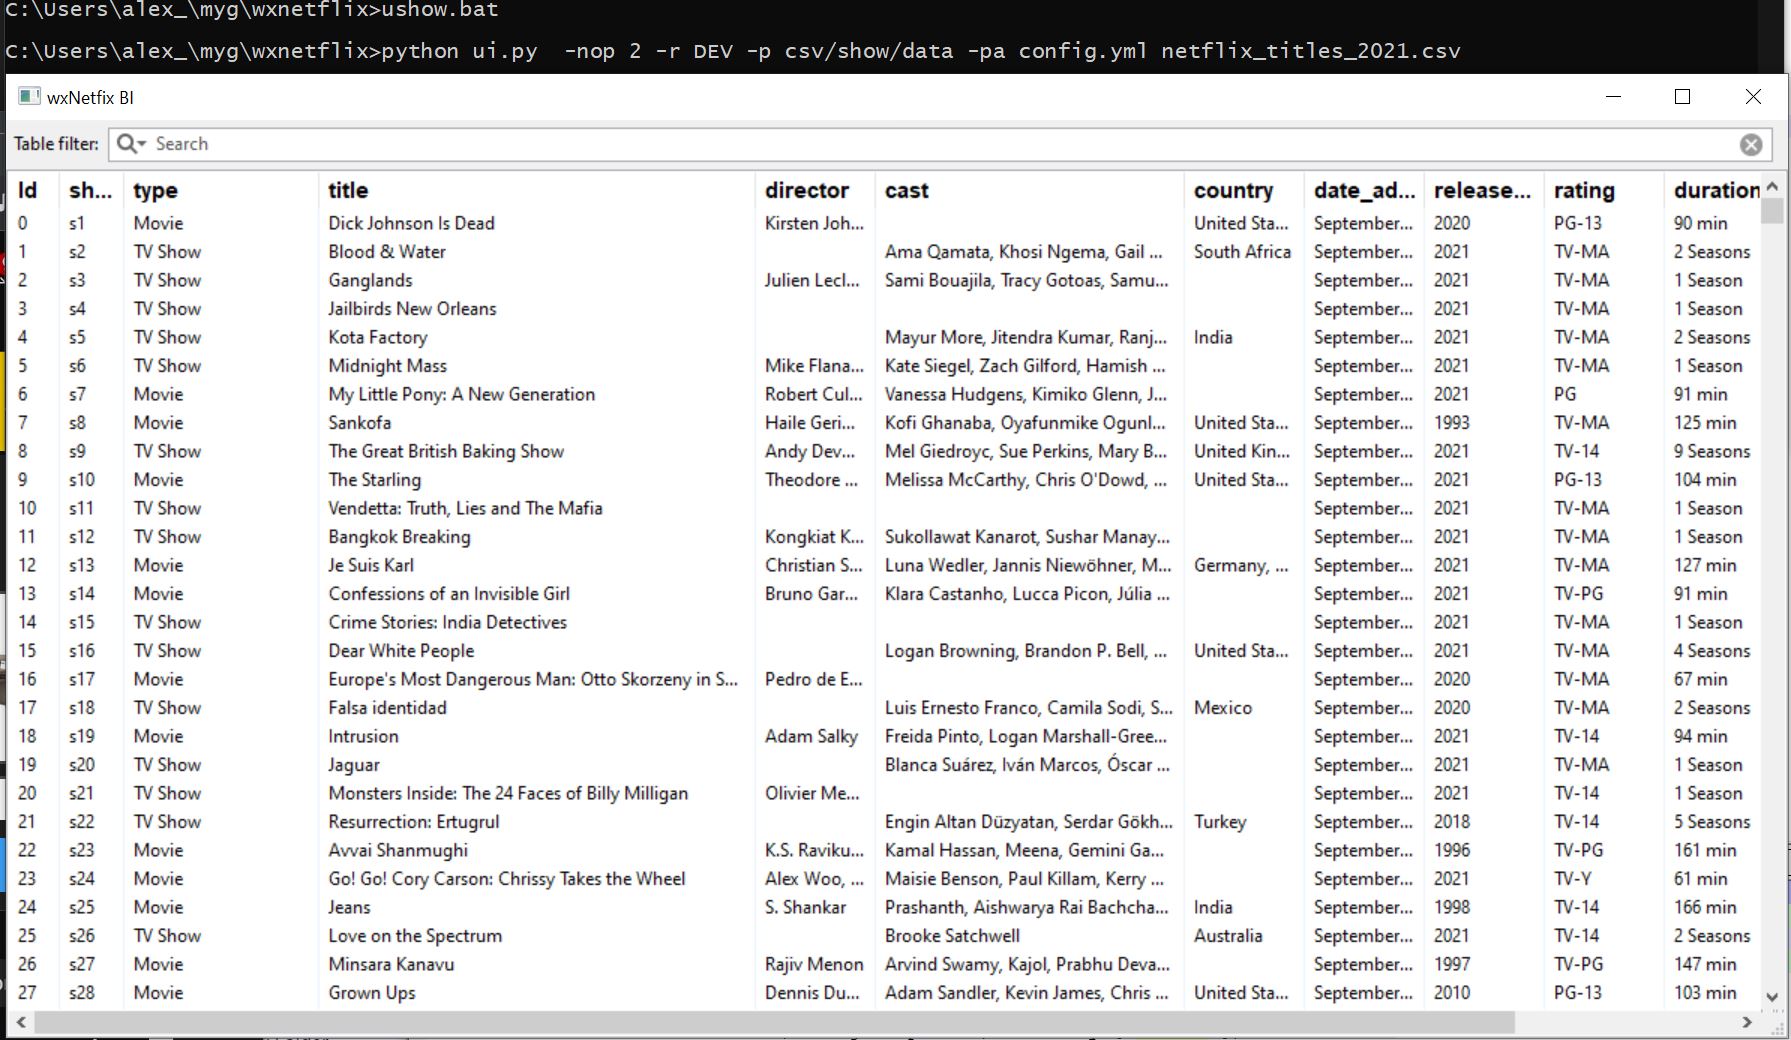 C:\Users\alex_\myg\wxnetflix>ushow.bat
C:\Users\alex_\myg\wxnetflix>python ui.py  -nop 2 -r DEV -p csv/show/data -pa config.yml netflix_titles_2021.csv
wxNetfix BI
Table filter: Search
Id sh... type title director cast country date_ad... release... rating duration
0 s1 Movie Dick Johnson Is Dead Kirsten Joh... United Sta... September... 2020 PG-13 90 min
1 s2 TV Show Blood & Water Ama Qamata, Khosi Ngema, Gail ... South Africa September... 2021 TV-MA 2 Seasons
2 s3 TV Show Ganglands Julien Lecl... Sami Bouajila, Tracy Gotoas, Samu... September... 2021 TV-MA 1 Season
3 s4 TV Show Jailbirds New Orleans September... 2021 TV-MA 1 Season
4 s5 TV Show Kota Factory Mayur More, Jitendra Kumar, Ranj... India September... 2021 TV-MA 2 Seasons
5 s6 TV Show Midnight Mass Mike Flana... Kate Siegel, Zach Gilford, Hamish ... September... 2021 TV-MA 1 Season
6 s7 Movie My Little Pony: A New Generation Robert Cul... Vanessa Hudgens, Kimiko Glenn, J... September... 2021 PG 91 min
7 s8 Movie Sankofa Haile Geri... Kofi Ghanaba, Oyafunmike Ogunl... United Sta... September... 1993 TV-MA 125 min
8 s9 TV Show The Great British Baking Show Andy Dev... Mel Giedroyc, Sue Perkins, Mary B... United Kin... September... 2021 TV-14 9 Seasons
9 s10 Movie The Starling Theodore ... Melissa McCarthy, Chris O'Dowd, ... United Sta... September... 2021 PG-13 104 min
10 s11 TV Show Vendetta: Truth, Lies and The Mafia September... 2021 TV-MA 1 Season
11 s12 TV Show Bangkok Breaking Kongkiat K... Sukollawat Kanarot, Sushar Manay... September... 2021 TV-MA 1 Season
12 s13 Movie Je Suis Karl Christian S... Luna Wedler, Jannis Niewöhner, M... Germany, ... September... 2021 TV-MA 127 min
13 s14 Movie Confessions of an Invisible Girl Bruno Gar... Klara Castanho, Lucca Picon, Júlia ... September... 2021 TV-PG 91 min
14 s15 TV Show Crime Stories: India Detectives September... 2021 TV-MA 1 Season
15 s16 TV Show Dear White People Logan Browning, Brandon P. Bell, ... United Sta... September... 2021 TV-MA 4 Seasons
16 s17 Movie Europe's Most Dangerous Man: Otto Skorzeny in S... Pedro de E... September... 2020 TV-MA 67 min
17 s18 TV Show Falsa identidad Luis Ernesto Franco, Camila Sodi, S... Mexico September... 2020 TV-MA 2 Seasons
18 s19 Movie Intrusion Adam Salky Freida Pinto, Logan Marshall-Gree... September... 2021 TV-14 94 min
19 s20 TV Show Jaguar Blanca Suárez, Iván Marcos, Óscar ... September... 2021 TV-MA 1 Season
20 s21 TV Show Monsters Inside: The 24 Faces of Billy Milligan Olivier Me... September... 2021 TV-14 1 Season
21 s22 TV Show Resurrection: Ertugrul Engin Altan Düzyatan, Serdar Gökh... Turkey September... 2018 TV-14 5 Seasons
22 s23 Movie Avvai Shanmughi K.S. Raviku... Kamal Hassan, Meena, Gemini Ga... September... 1996 TV-PG 161 min
23 s24 Movie Go! Go! Cory Carson: Chrissy Takes the Wheel Alex Woo, ... Maisie Benson, Paul Killam, Kerry ... September... 2021 TV-Y 61 min
24 s25 Movie Jeans S. Shankar Prashanth, Aishwarya Rai Bachcha... India September... 1998 TV-14 166 min
25 s26 TV Show Love on the Spectrum Brooke Satchwell Australia September... 2021 TV-14 2 Seasons
26 s27 Movie Minsara Kanavu Rajiv Menon Arvind Swamy, Kajol, Prabhu Deva... September... 1997 TV-PG 147 min
27 s28 Movie Grown Ups Dennis Du... Adam Sandler, Kevin James, Chris ... United Sta... September... 2010 PG-13 103 min